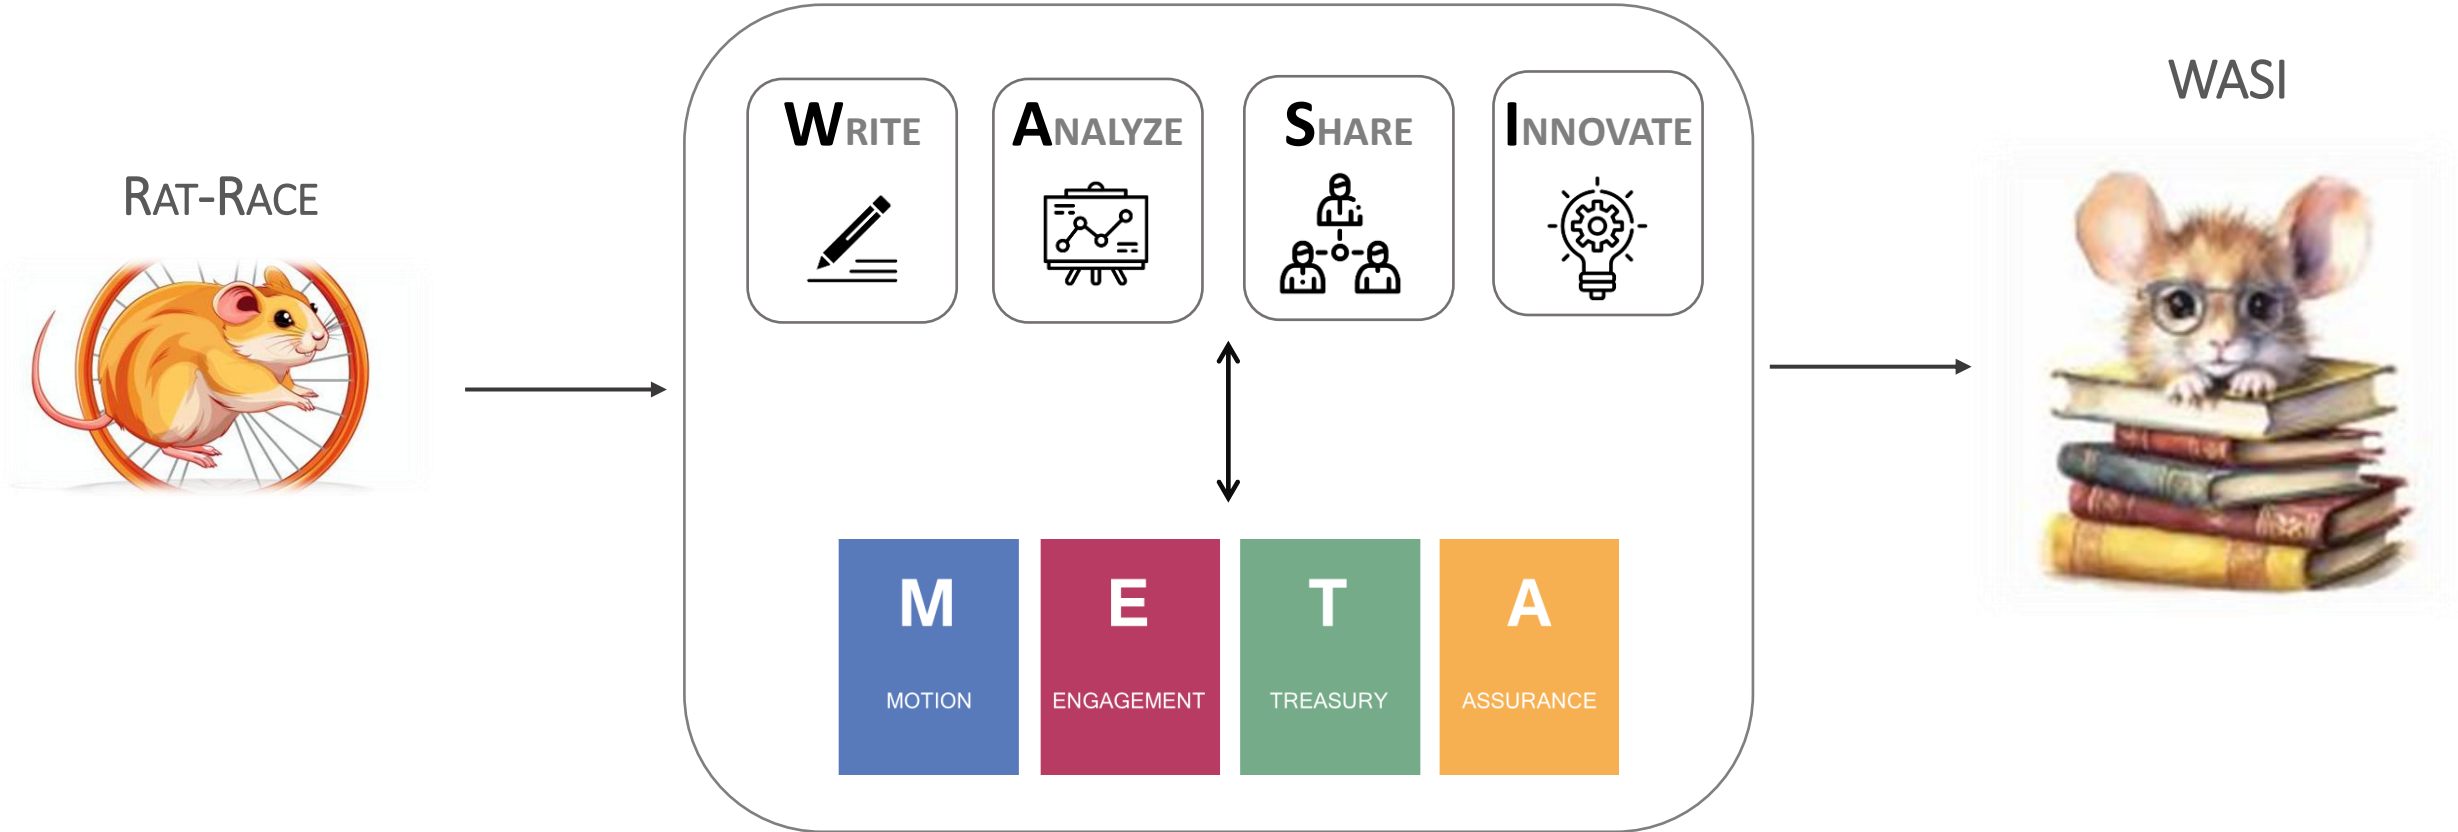 RAT-RACE
WRITE
ANALYZE
SHARE
INNOVATE
M
E
T
A
MOTION
ENGAGEMENT
TREASURY
ASSURANCE
WASI